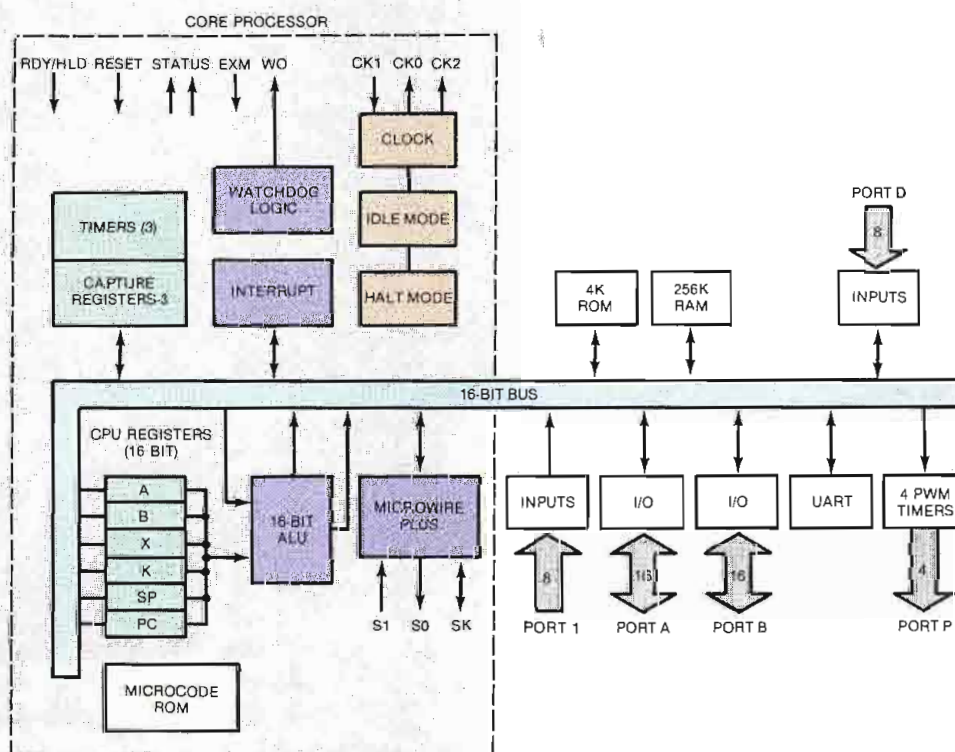 CORE PROCESSOR
RDY/HLD RESET STATUS EXM WO CK1 CK0 CK2
CLOCK
WATCHDOG
LOGIC
IDLE MODE
TIMERS (3)
CAPTURE
REGISTERS-3
INTERRUPT
HALT MODE
4K
ROM
256K
RAM
PORT D
8
INPUTS
16-BIT BUS
CPU REGISTERS
(16 BIT)
A
B
X
K
SP
PC
16-BIT
ALU
MICROWIRE
PLUS
S1 S0 SK
MICROCODE
ROM
INPUTS
I/O
I/O
UART
4 PWM
TIMERS
8
16
16
4
PORT 1
PORT A
PORT B
PORT P